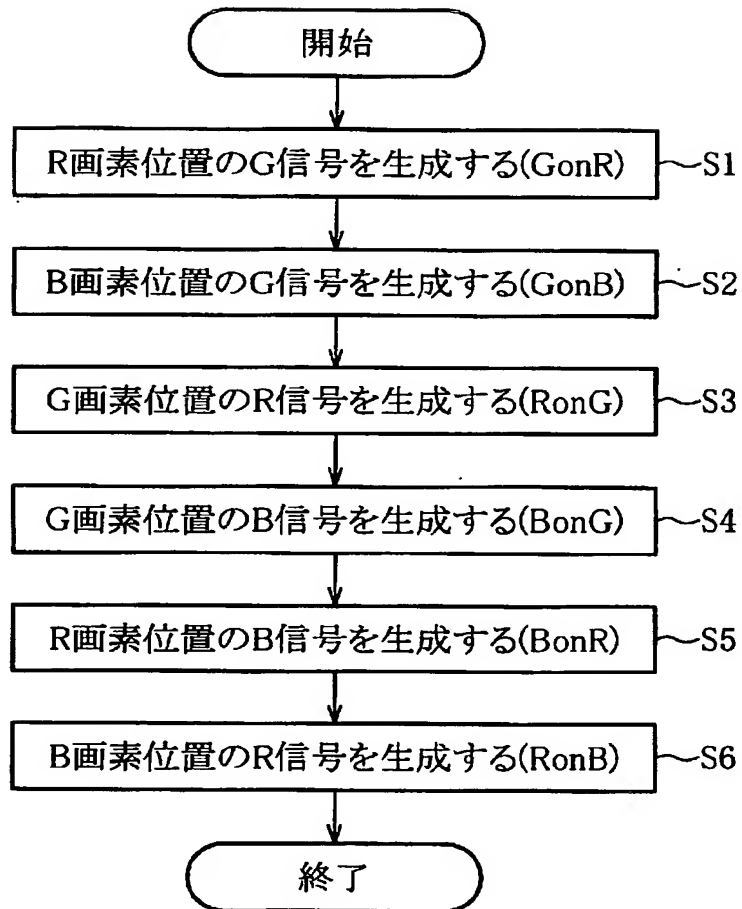 開始
R画素位置のG信号を生成する(GonR) ～S1
B画素位置のG信号を生成する(GonB) ～S2
G画素位置のR信号を生成する(RonG) ～S3
G画素位置のB信号を生成する(BonG) ～S4
R画素位置のB信号を生成する(BonR) ～S5
B画素位置のR信号を生成する(RonB) ～S6
終了